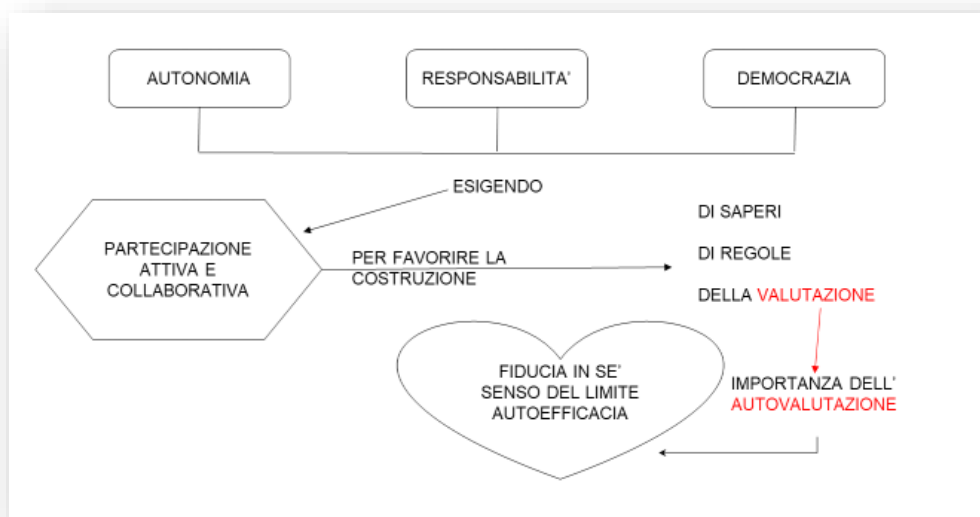 AUTONOMIA
RESPONSABILITA'
DEMOCRAZIA
ESIGENDO
PARTECIPAZIONE
ATTIVA E
COLLABORATIVA
PER FAVORIRE LA
COSTRUZIONE
DI SAPERI
DI REGOLE
DELLA VALUTAZIONE
IMPORTANZA DELL'
AUTOVALUTAZIONE
FIDUCIA IN SE'
SENSO DEL LIMITE
AUTOEFFICACIA